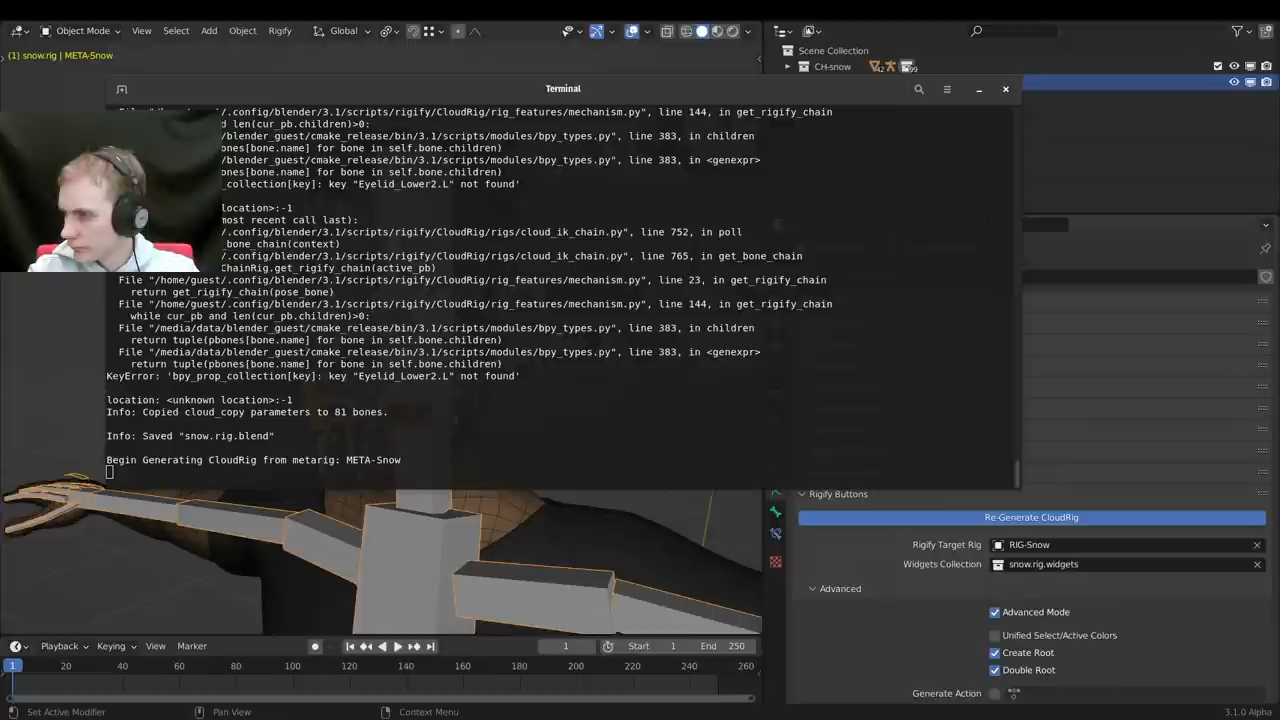 Object Mode View Select Add Object Rigify Global
(1) snow.rig | META-Snow
Scene Collection
CH-snow 42 99
Terminal
/.config/blender/3.1/scripts/rigify/CloudRig/rig_features/mechanism.py", line 144, in get_rigify_chain
d len(cur_pb.children)>0:
/blender_guest/cmake_release/bin/3.1/scripts/modules/bpy_types.py", line 383, in children
ones[bone.name] for bone in self.bone.children)
/blender_guest/cmake_release/bin/3.1/scripts/modules/bpy_types.py", line 383, in <genexpr>
ones[bone.name] for bone in self.bone.children)
_collection[key]: key "Eyelid_Lower2.L" not found'
location>:-1
most recent call last):
/.config/blender/3.1/scripts/rigify/CloudRig/rigs/cloud_ik_chain.py", line 752, in poll
_bone_chain(context)
/.config/blender/3.1/scripts/rigify/CloudRig/rigs/cloud_ik_chain.py", line 765, in get_bone_chain
ChainRig.get_rigify_chain(active_pb)
File "/home/guest/.config/blender/3.1/scripts/rigify/CloudRig/rig_features/mechanism.py", line 23, in get_rigify_chain
return get_rigify_chain(pose_bone)
File "/home/guest/.config/blender/3.1/scripts/rigify/CloudRig/rig_features/mechanism.py", line 144, in get_rigify_chain
while cur_pb and len(cur_pb.children)>0:
File "/media/data/blender_guest/cmake_release/bin/3.1/scripts/modules/bpy_types.py", line 383, in children
return tuple(pbones[bone.name] for bone in self.bone.children)
File "/media/data/blender_guest/cmake_release/bin/3.1/scripts/modules/bpy_types.py", line 383, in <genexpr>
return tuple(pbones[bone.name] for bone in self.bone.children)
KeyError: 'bpy_prop_collection[key]: key "Eyelid_Lower2.L" not found'
location: <unknown location>:-1
Info: Copied cloud_copy parameters to 81 bones.
Info: Saved "snow.rig.blend"
Begin Generating CloudRig from metarig: META-Snow
Rigify Buttons
Re-Generate CloudRig
Rigify Target Rig RIG-Snow
Widgets Collection snow.rig.widgets
Advanced
Advanced Mode
Unified Select/Active Colors
Create Root
Double Root
Generate Action
Playback Keying View Marker 1 Start 1 End 250
1 20 40 60 80 100 120 140 160 180 200 220 240 260
Set Active Modifier Pan View Context Menu 3.1.0 Alpha